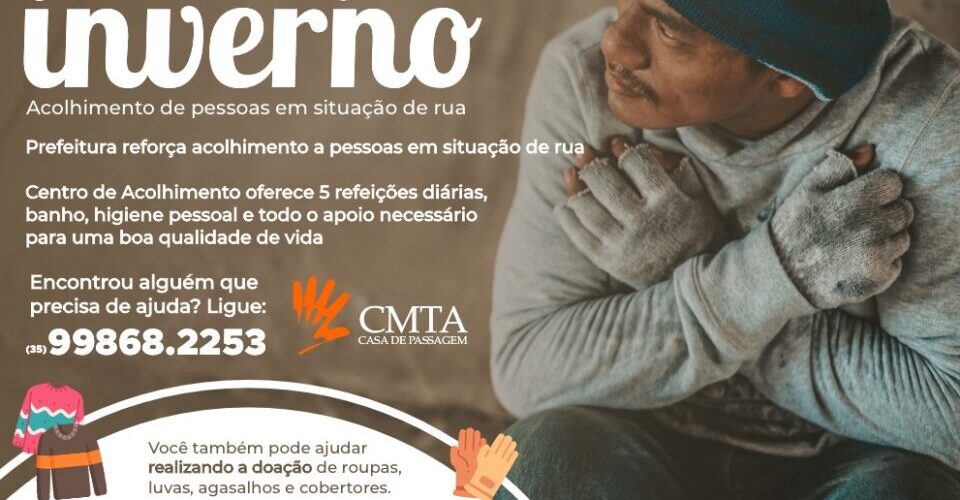 inverno
Acolhimento de pessoas em situação de rua
Prefeitura reforça acolhimento a pessoas em situação de rua
Centro de Acolhimento oferece 5 refeições diárias,
banho, higiene pessoal e todo o apoio necessário
para uma boa qualidade de vida
Encontrou alguém que
precisa de ajuda? Ligue:
(35) 99868.2253
CMTA
CASA DE PASSAGEM
Você também pode ajudar
realizando a doação de roupas,
luvas, agasalhos e cobertores.